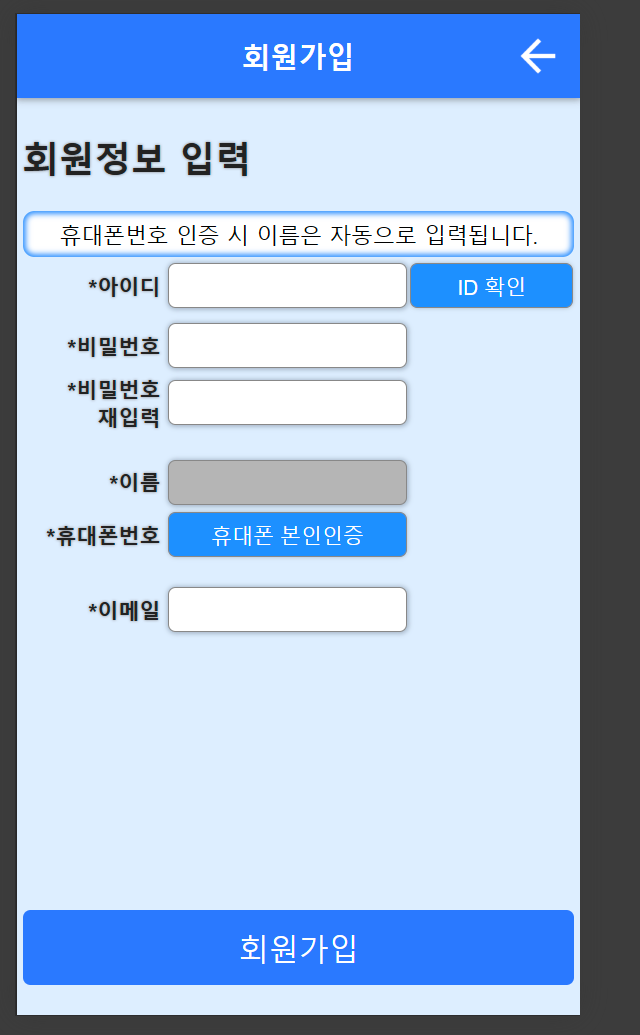 회원가입
회원정보 입력
휴대폰번호 인증 시 이름은 자동으로 입력됩니다.
*아이디 ID 확인
*비밀번호
*비밀번호
재입력
*이름
*휴대폰번호 휴대폰 본인인증
*이메일
회원가입